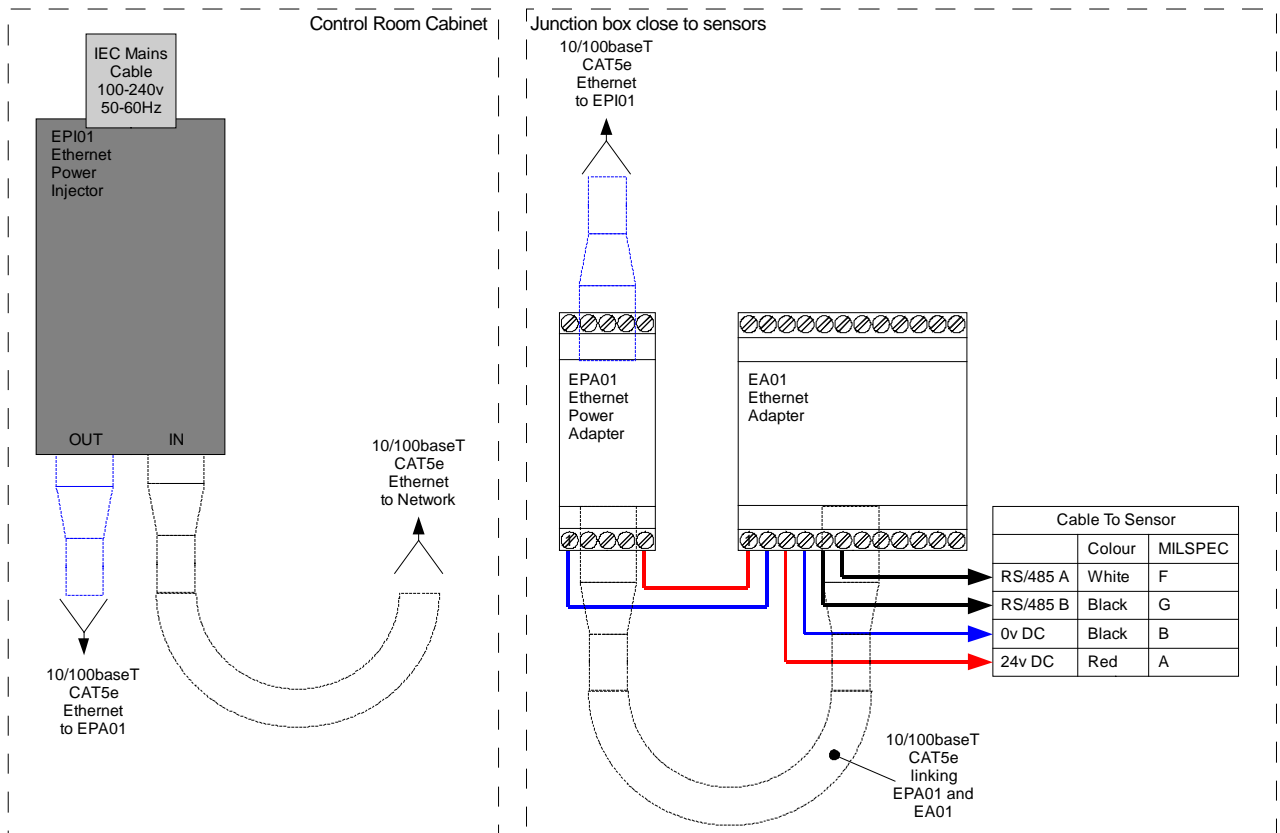 Control Room Cabinet
IEC Mains
Cable
100-240v
50-60Hz
EPI01
Ethernet
Power
Injector
OUT
IN
10/100baseT
CAT5e
Ethernet
to EPA01
10/100baseT
CAT5e
Ethernet
to Network
Junction box close to sensors
10/100baseT
CAT5e
Ethernet
to EPI01
EPA01
Ethernet
Power
Adapter
1
EA01
Ethernet
Adapter
1
Cable To Sensor
Colour MILSPEC
RS/485 A White F
RS/485 B Black G
0v DC Black B
24v DC Red A
10/100baseT
CAT5e
linking
EPA01 and
EA01